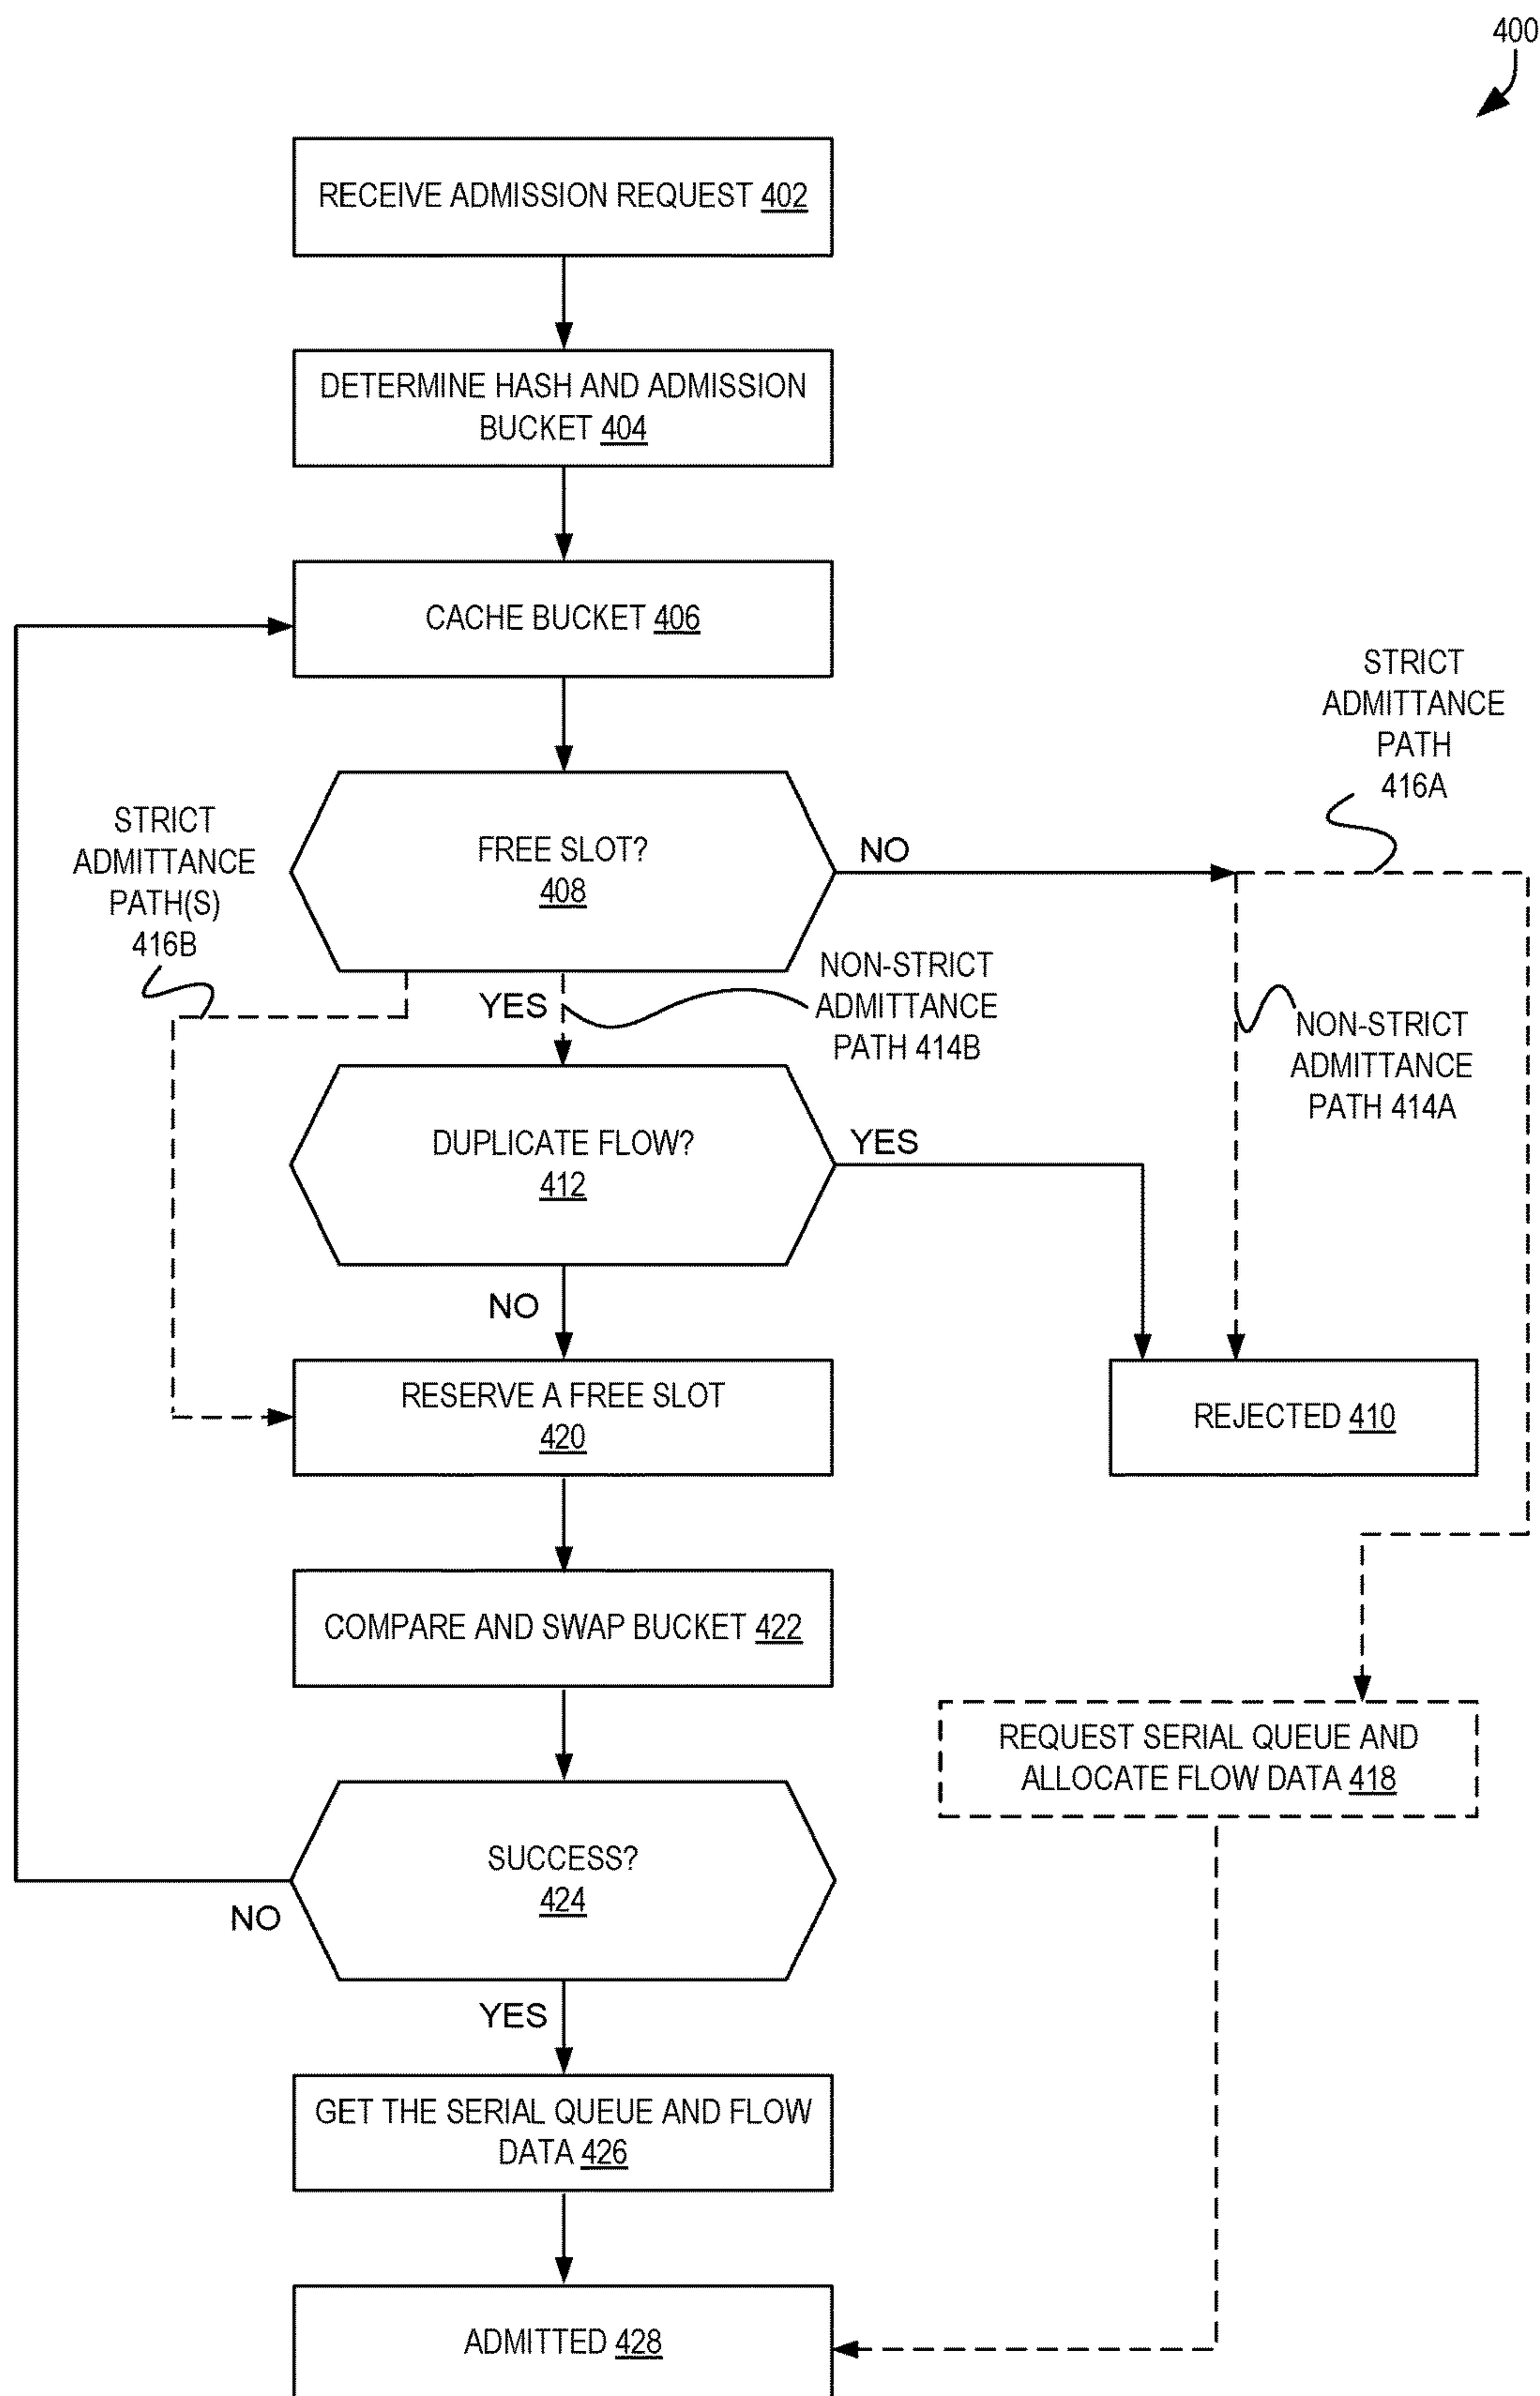 400
RECEIVE ADMISSION REQUEST 402
DETERMINE HASH AND ADMISSION
BUCKET 404
CACHE BUCKET 406
STRICT
ADMITTANCE
PATH
416A
FREE SLOT?
408
NO
STRICT
ADMITTANCE
PATH(S)
416B
YES
NON-STRICT
ADMITTANCE
PATH 414B
NON-STRICT
ADMITTANCE
PATH 414A
DUPLICATE FLOW?
412
YES
NO
RESERVE A FREE SLOT
420
REJECTED 410
COMPARE AND SWAP BUCKET 422
REQUEST SERIAL QUEUE AND
ALLOCATE FLOW DATA 418
SUCCESS?
424
NO
YES
GET THE SERIAL QUEUE AND FLOW
DATA 426
ADMITTED 428